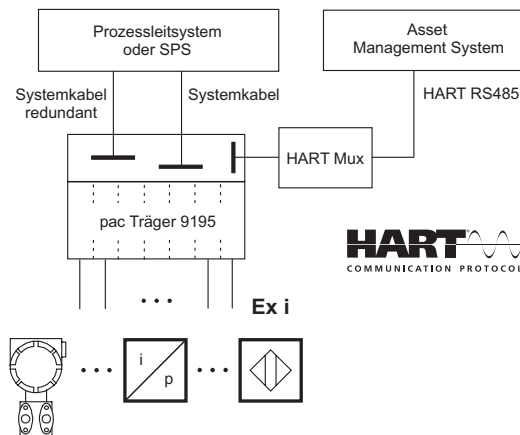 Prozessleitsystem
oder SPS
Asset
Management System
Systemkabel
redundant
Systemkabel
HART RS485
HART Mux
pac Träger 9195
HART
COMMUNICATION PROTOCOL
• • •
Ex i
• • •
i
p
• • •